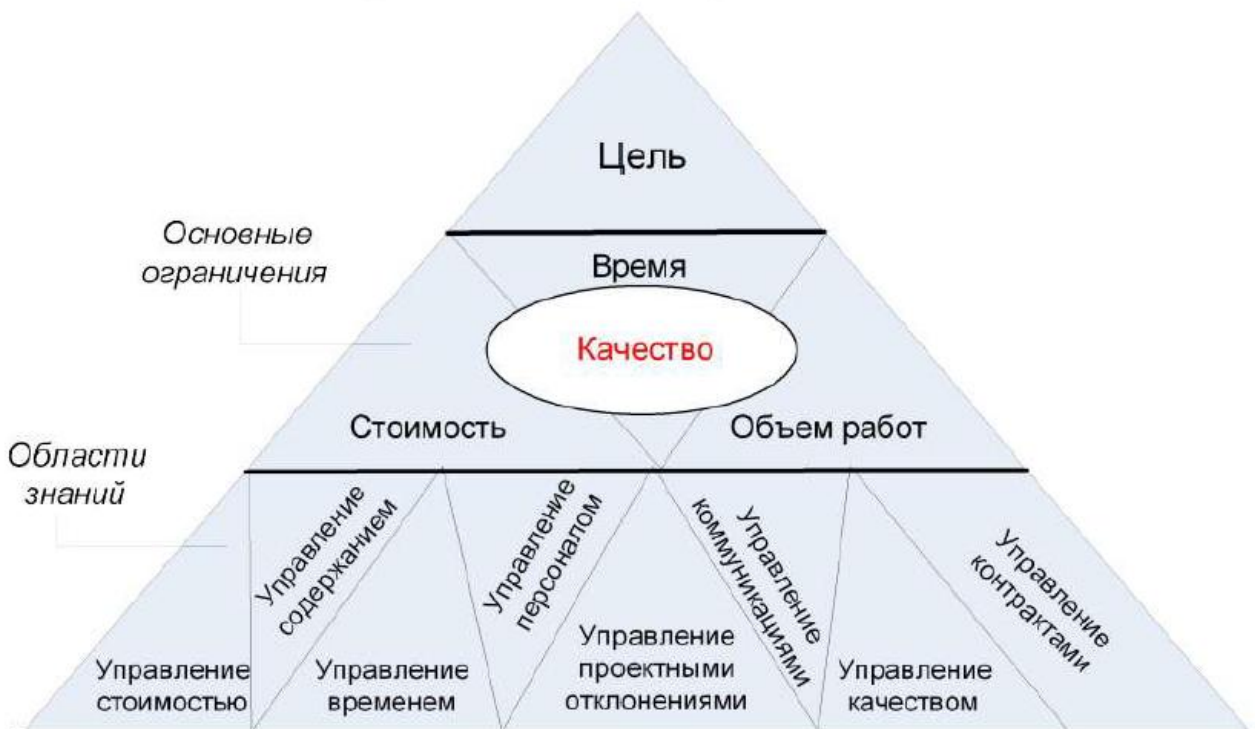 Цель
Основные
ограничения
Время
Качество
Стоимость
Объем работ
Области
знаний
Управление
стоимостью
Управление
содержанием
Управление
временем
Управление
персоналом
Управление
проектными
отклонениями
Управление
коммуникациями
Управление
качеством
Управление
контрактами